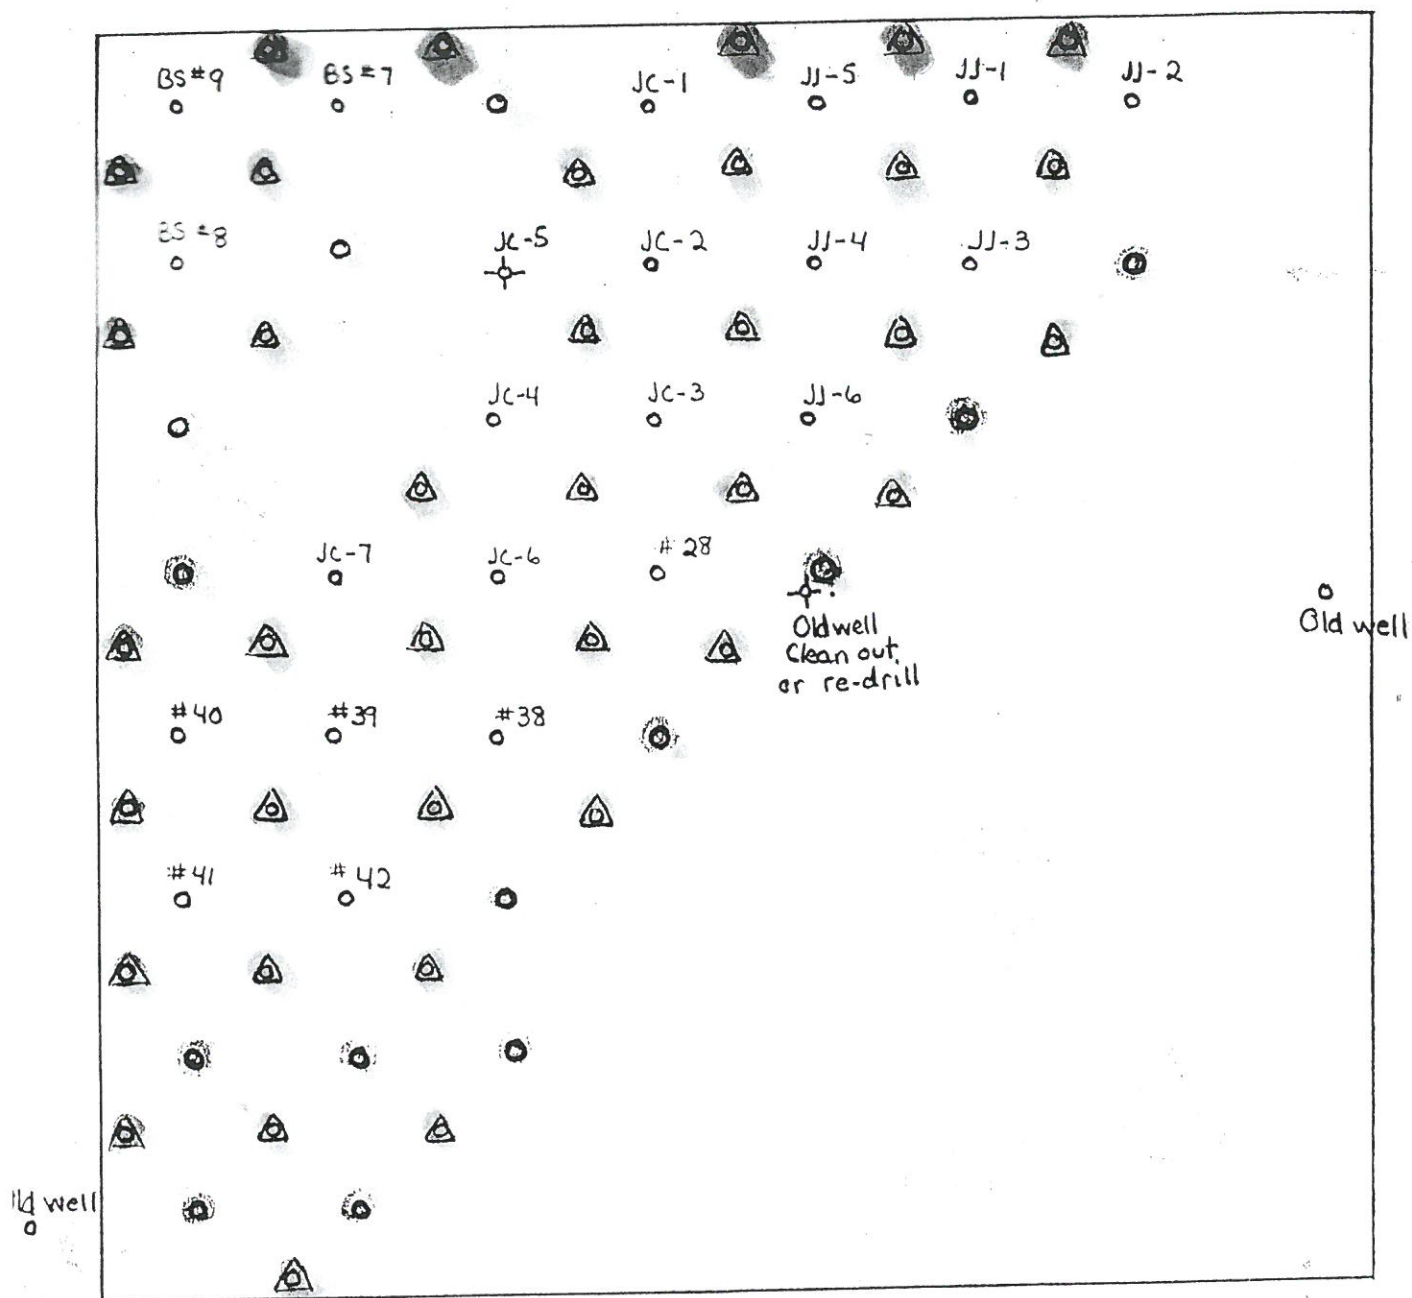 BS#9
BS#7
JC-1
JJ-5
JJ-1
JJ-2
BS#8
JC-5
JC-2
JJ-4
JJ-3
JC-4
JC-3
JJ-6
JC-7
JC-6
#28
Old well
Clean out
or re-drill
Old well
#40
#39
#38
#41
#42
ld well